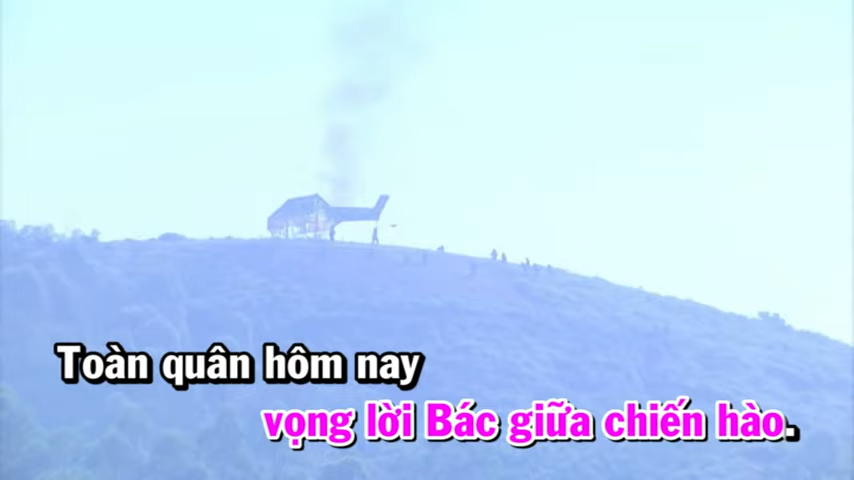 Toàn quân hôm nay
vọng lời Bác giữa chiến hào.